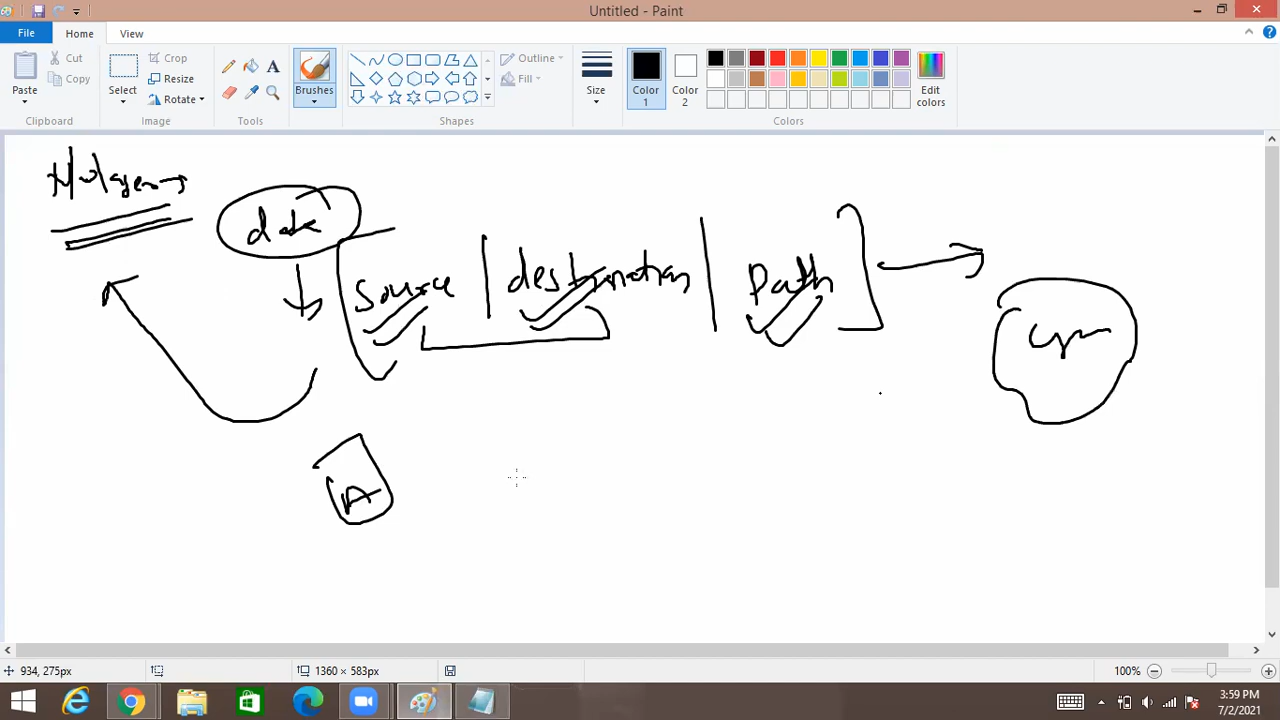 Untitled - Paint
File
Home
View
Paste
Cut
Copy
Clipboard
Select
Crop
Resize
Rotate
Image
A
Tools
Brushes
Outline
Fill
Shapes
Size
Color
1
Color
2
Edit
colors
Colors
N layer
data
Source | destination | Path
A
934, 275px
1360 × 583px
100%
3:59 PM
7/2/2021